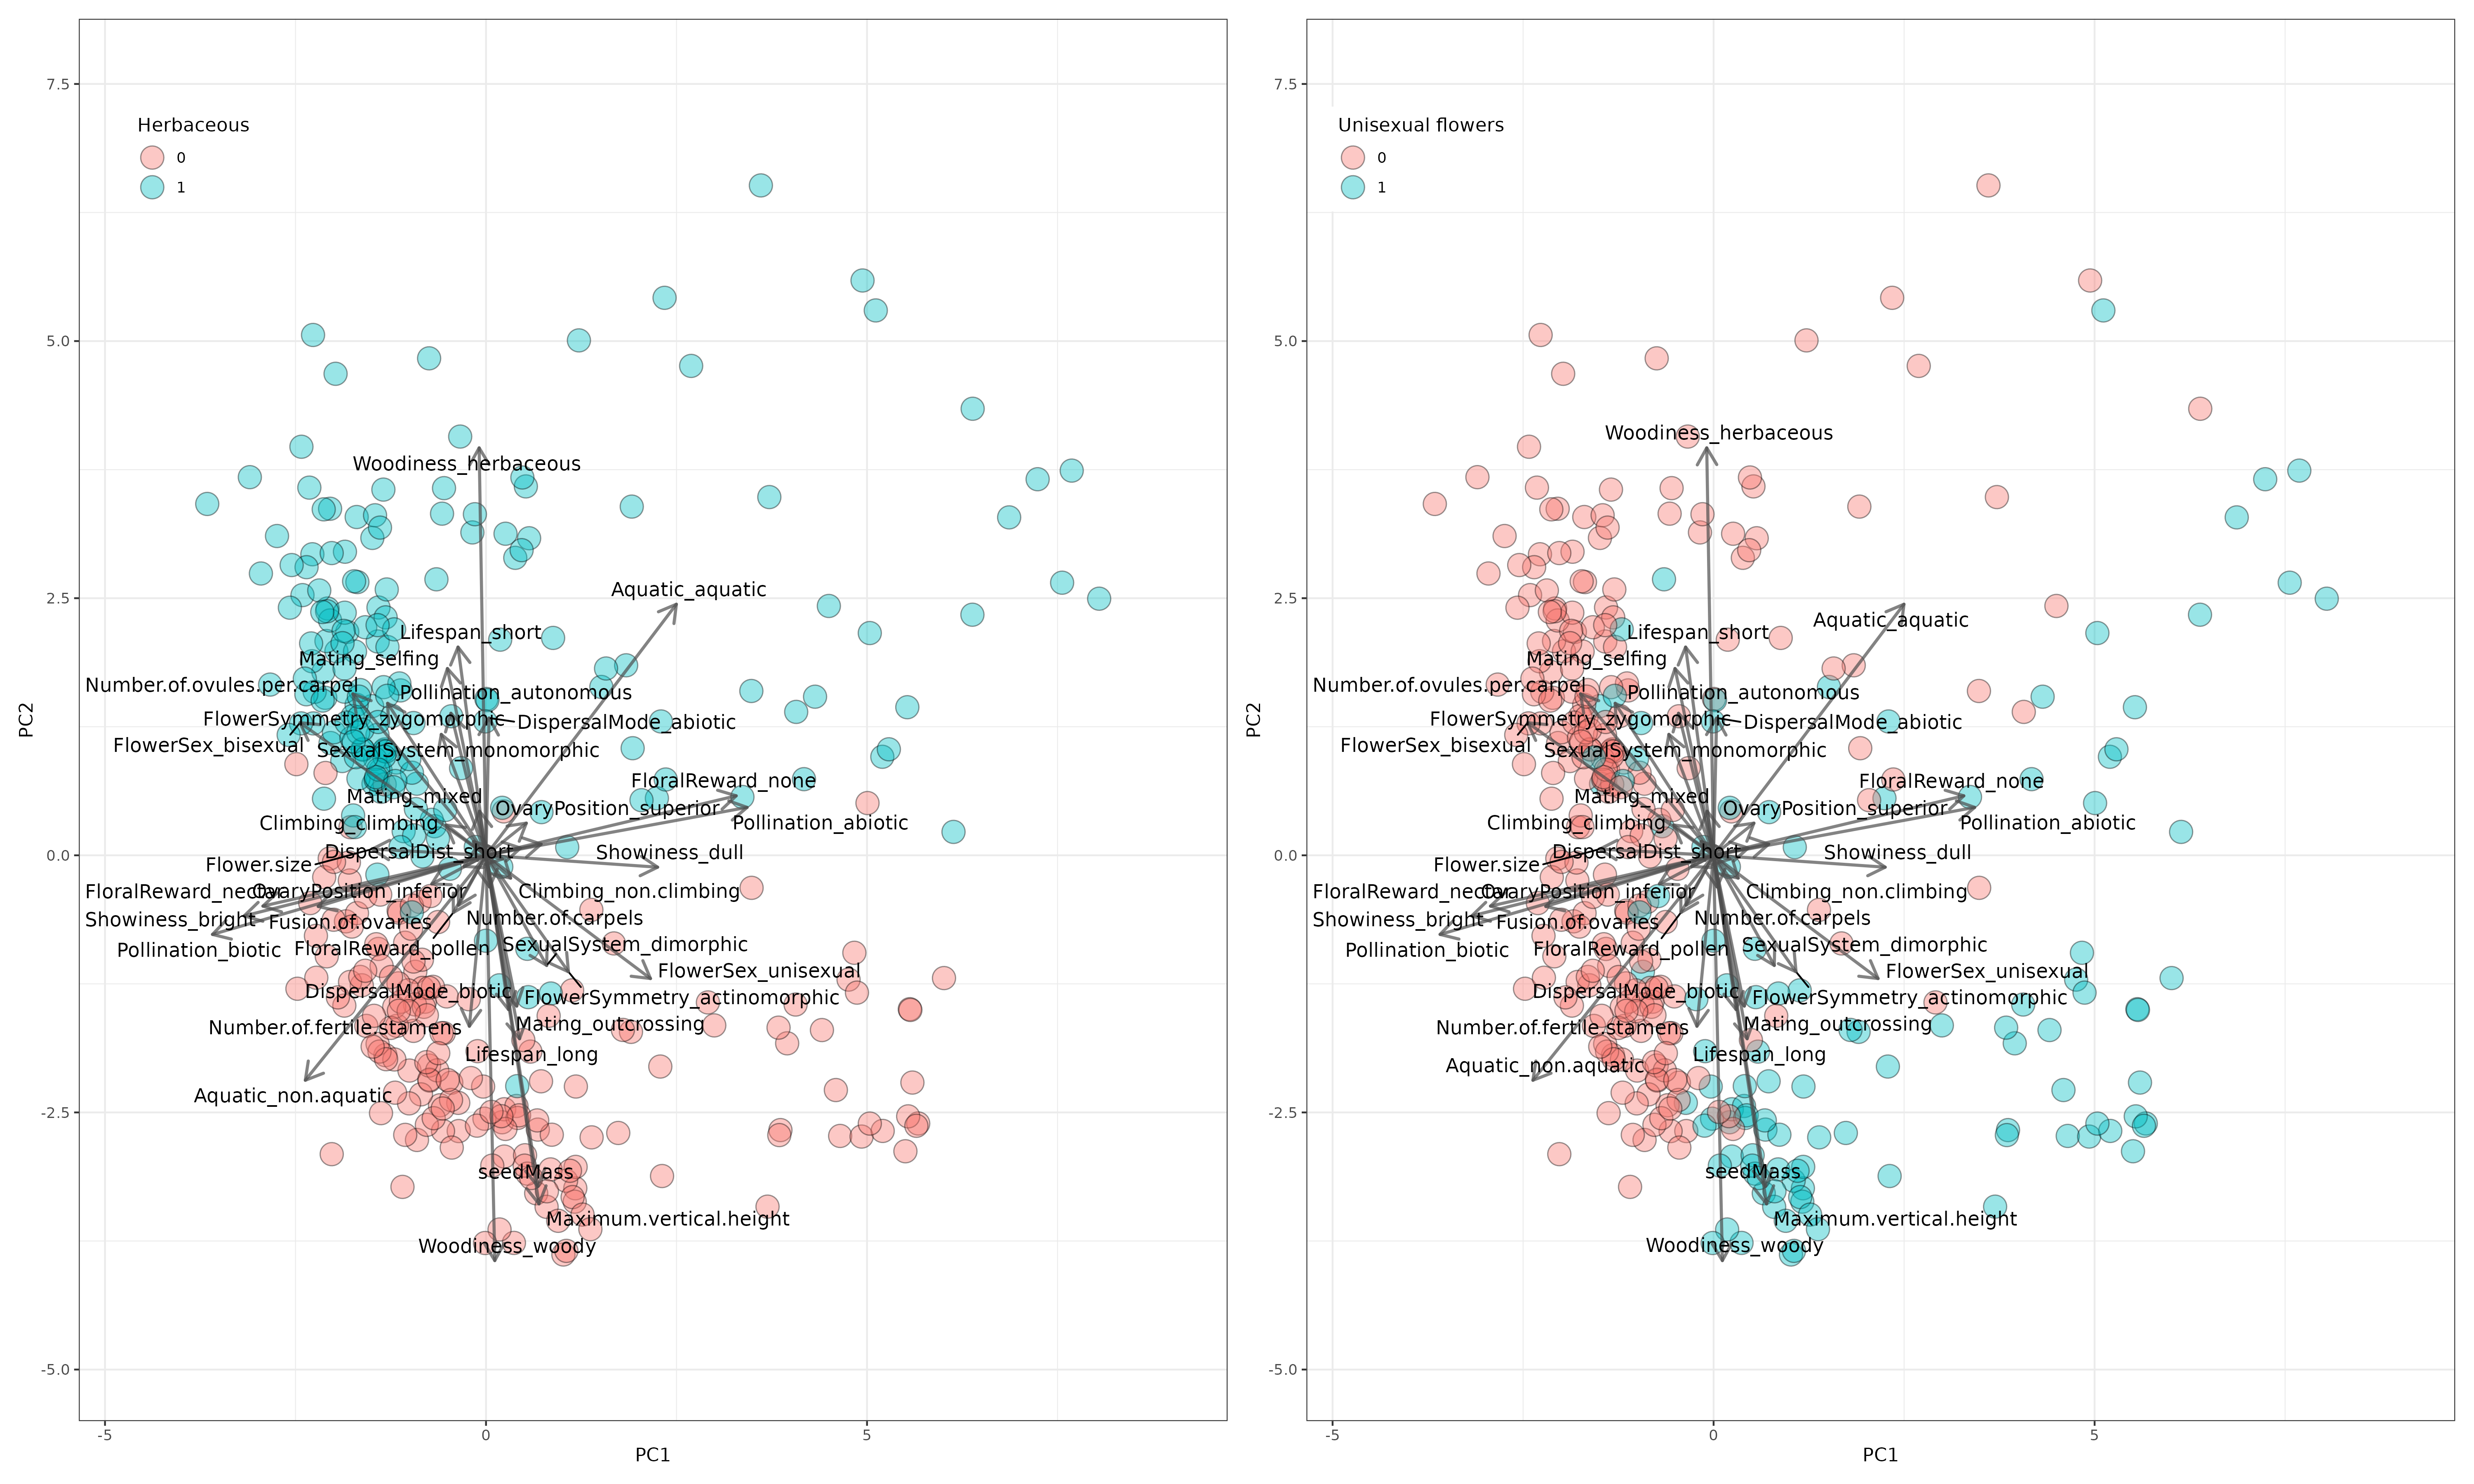 Herbaceous
0
1
7.5
5.0
2.5
0.0
-2.5
-5.0
PC2
-5
0
5
PC1
Woodiness_herbaceous
Aquatic_aquatic
Lifespan_short
Mating_selfing
Number.of.ovules.per.carpel
Pollination_autonomous
FlowerSymmetry_zygomorphic
DispersalMode_abiotic
FlowerSex_bisexual
SexualSystem_monomorphic
FloralReward_none
Mating_mixed
OvaryPosition_superior
Climbing_climbing
Pollination_abiotic
DispersalDist_short
Showiness_dull
Flower.size
FloralReward_nectar
OvaryPosition_inferior
Climbing_non.climbing
Showiness_bright
Fusion.of.ovaries
Number.of.carpels
Pollination_biotic
FloralReward_pollen
SexualSystem_dimorphic
FlowerSex_unisexual
DispersalMode_biotic
FlowerSymmetry_actinomorphic
Number.of.fertile.stamens
Mating_outcrossing
Lifespan_long
Aquatic_non.aquatic
seedMass
Maximum.vertical.height
Woodiness_woody
Unisexual flowers
0
1
7.5
5.0
2.5
0.0
-2.5
-5.0
PC2
-5
0
5
PC1
Woodiness_herbaceous
Aquatic_aquatic
Lifespan_short
Mating_selfing
Number.of.ovules.per.carpel
Pollination_autonomous
FlowerSymmetry_zygomorphic
DispersalMode_abiotic
FlowerSex_bisexual
SexualSystem_monomorphic
FloralReward_none
Mating_mixed
OvaryPosition_superior
Climbing_climbing
Pollination_abiotic
DispersalDist_short
Showiness_dull
Flower.size
FloralReward_nectar
OvaryPosition_inferior
Climbing_non.climbing
Showiness_bright
Fusion.of.ovaries
Number.of.carpels
Pollination_biotic
FloralReward_pollen
SexualSystem_dimorphic
FlowerSex_unisexual
DispersalMode_biotic
FlowerSymmetry_actinomorphic
Number.of.fertile.stamens
Mating_outcrossing
Lifespan_long
Aquatic_non.aquatic
seedMass
Maximum.vertical.height
Woodiness_woody